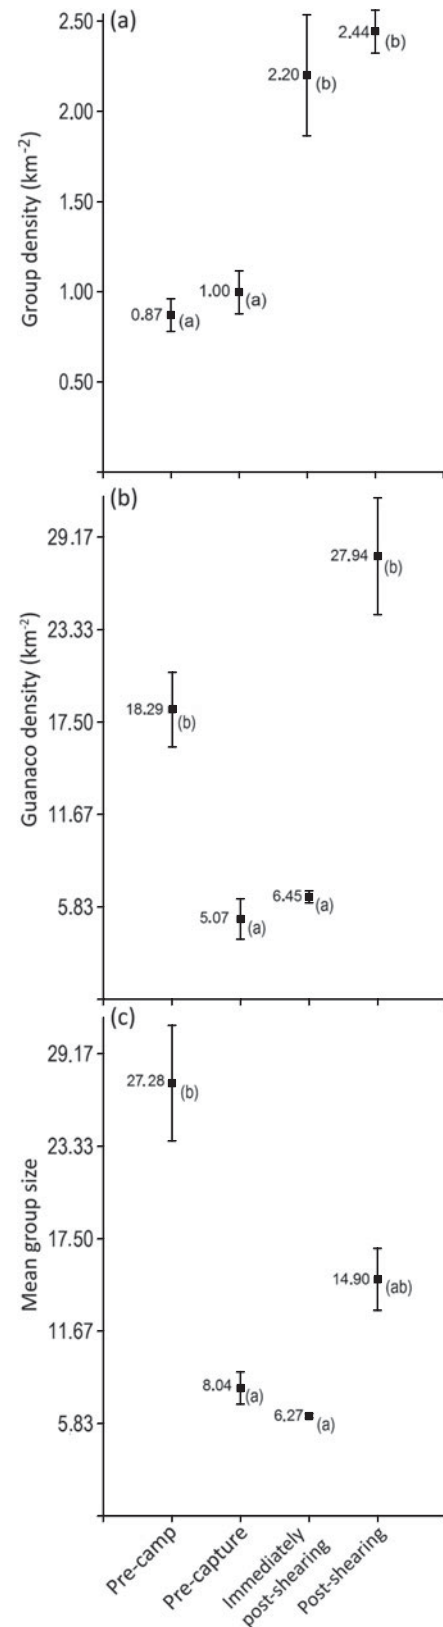 (a)
Group density (km-2)
2.50
2.00
1.50
1.00
0.50
0.87
(a)
1.00
(a)
2.20
(b)
2.44
(b)
(b)
Guanaco density (km-2)
29.17
23.33
17.50
11.67
5.83
18.29
(b)
5.07
(a)
6.45
(a)
27.94
(b)
(c)
Mean group size
29.17
23.33
17.50
11.67
5.83
27.28
(b)
8.04
(a)
6.27
(a)
14.90
(ab)
Pre-camp
Pre-capture
Immediately
post-shearing
Post-shearing